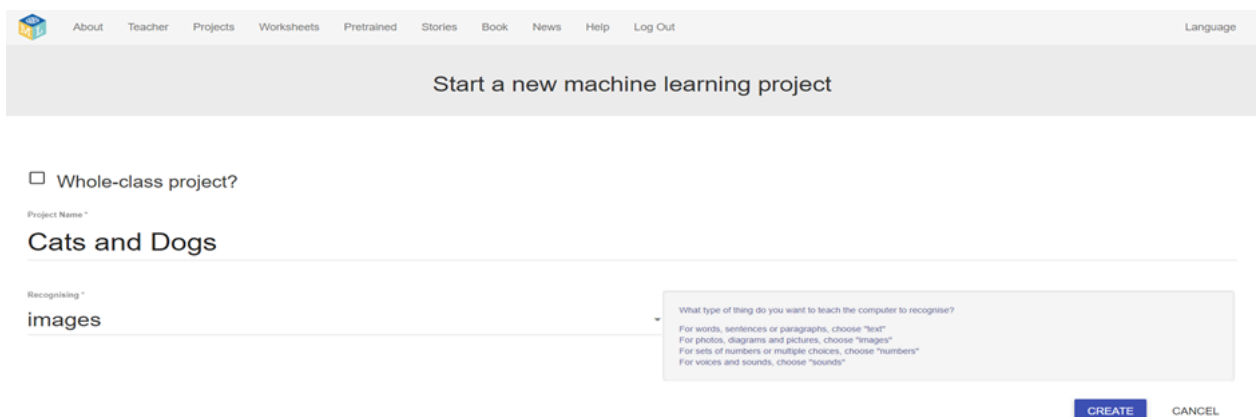 About Teacher Projects Worksheets Pretrained Stories Book News Help Log Out Language
Start a new machine learning project
Whole-class project?
Project Name *
Cats and Dogs
Recognising *
images
What type of thing do you want to teach the computer to recognise?
For words, sentences or paragraphs, choose "text"
For photos, diagrams and pictures, choose "images"
For sets of numbers or multiple choices, choose "numbers"
For voices and sounds, choose "sounds"
CREATE CANCEL